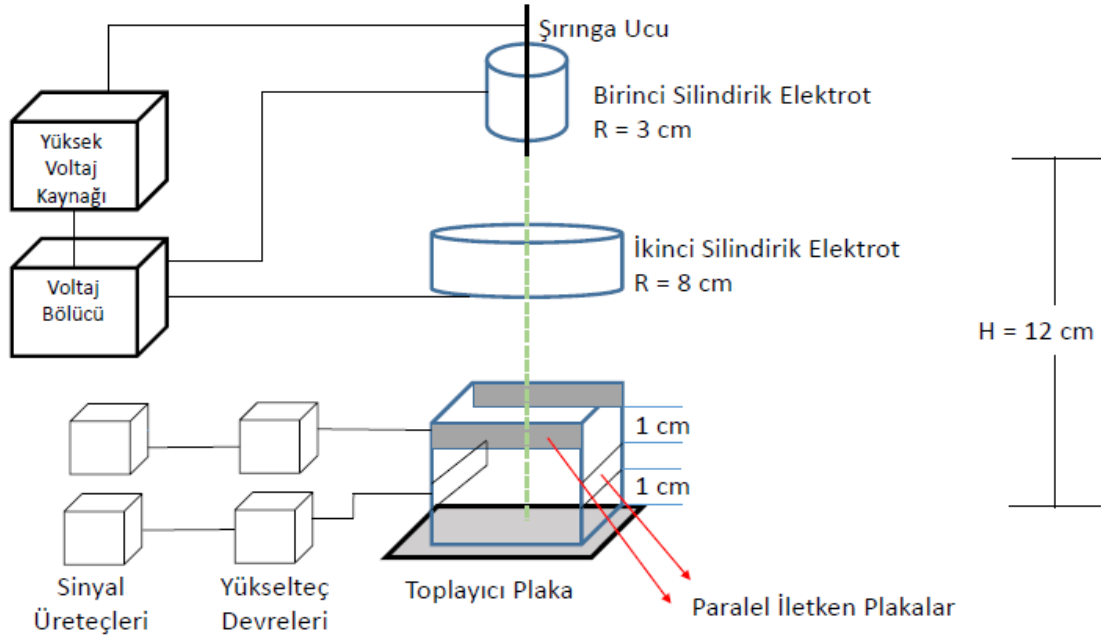 Şırınga Ucu
Birinci Silindirik Elektrot
R = 3 cm
Yüksek
Voltaj
Kaynağı
İkinci Silindirik Elektrot
R = 8 cm
Voltaj
Bölücü
H = 12 cm
1 cm
1 cm
Sinyal
Üreteçleri
Yükselteç
Devreleri
Toplayıcı Plaka
Paralel İletken Plakalar